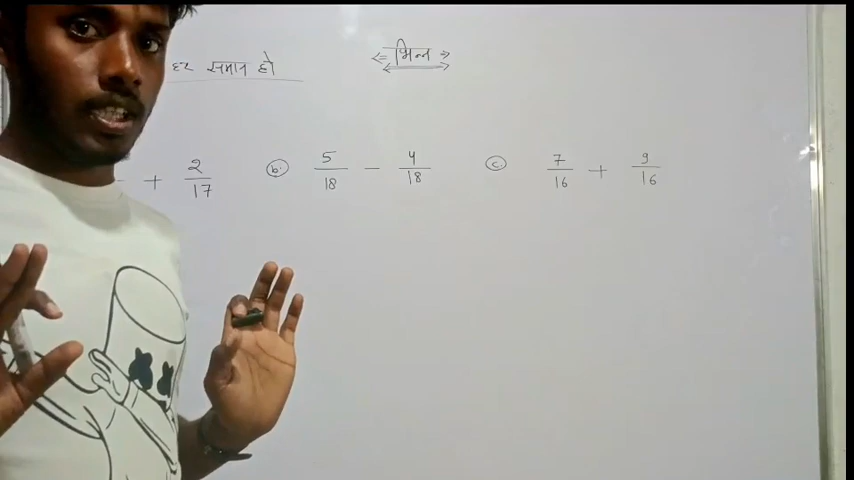 भिन्न
हर समान हो
+ 2/17 (b.) 5/18 - 4/18 (c.) 7/16 + 9/16